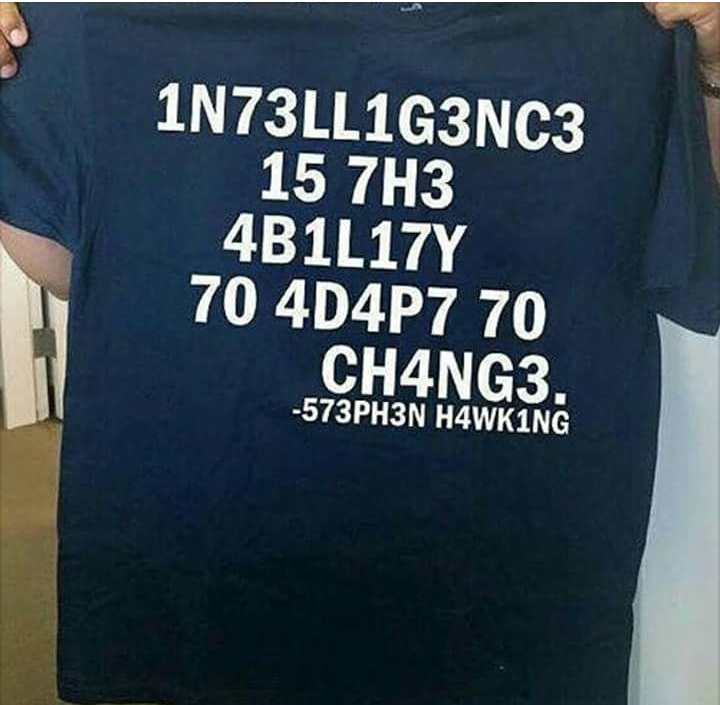 1N73LL1G3NC3
15 7H3
4B1L17Y
70 4D4P7 70
CH4NG3.
-573PH3N H4WK1NG